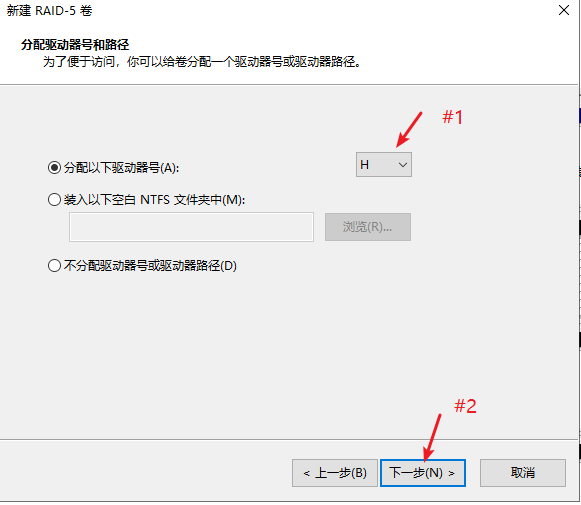 新建 RAID-5 卷
分配驱动器号和路径
为了便于访问，你可以给卷分配一个驱动器号或驱动器路径。
#1
分配以下驱动器号(A):
H
装入以下空白 NTFS 文件夹中(M):
浏览(R)...
不分配驱动器号或驱动器路径(D)
#2
< 上一步(B)
下一步(N) >
取消